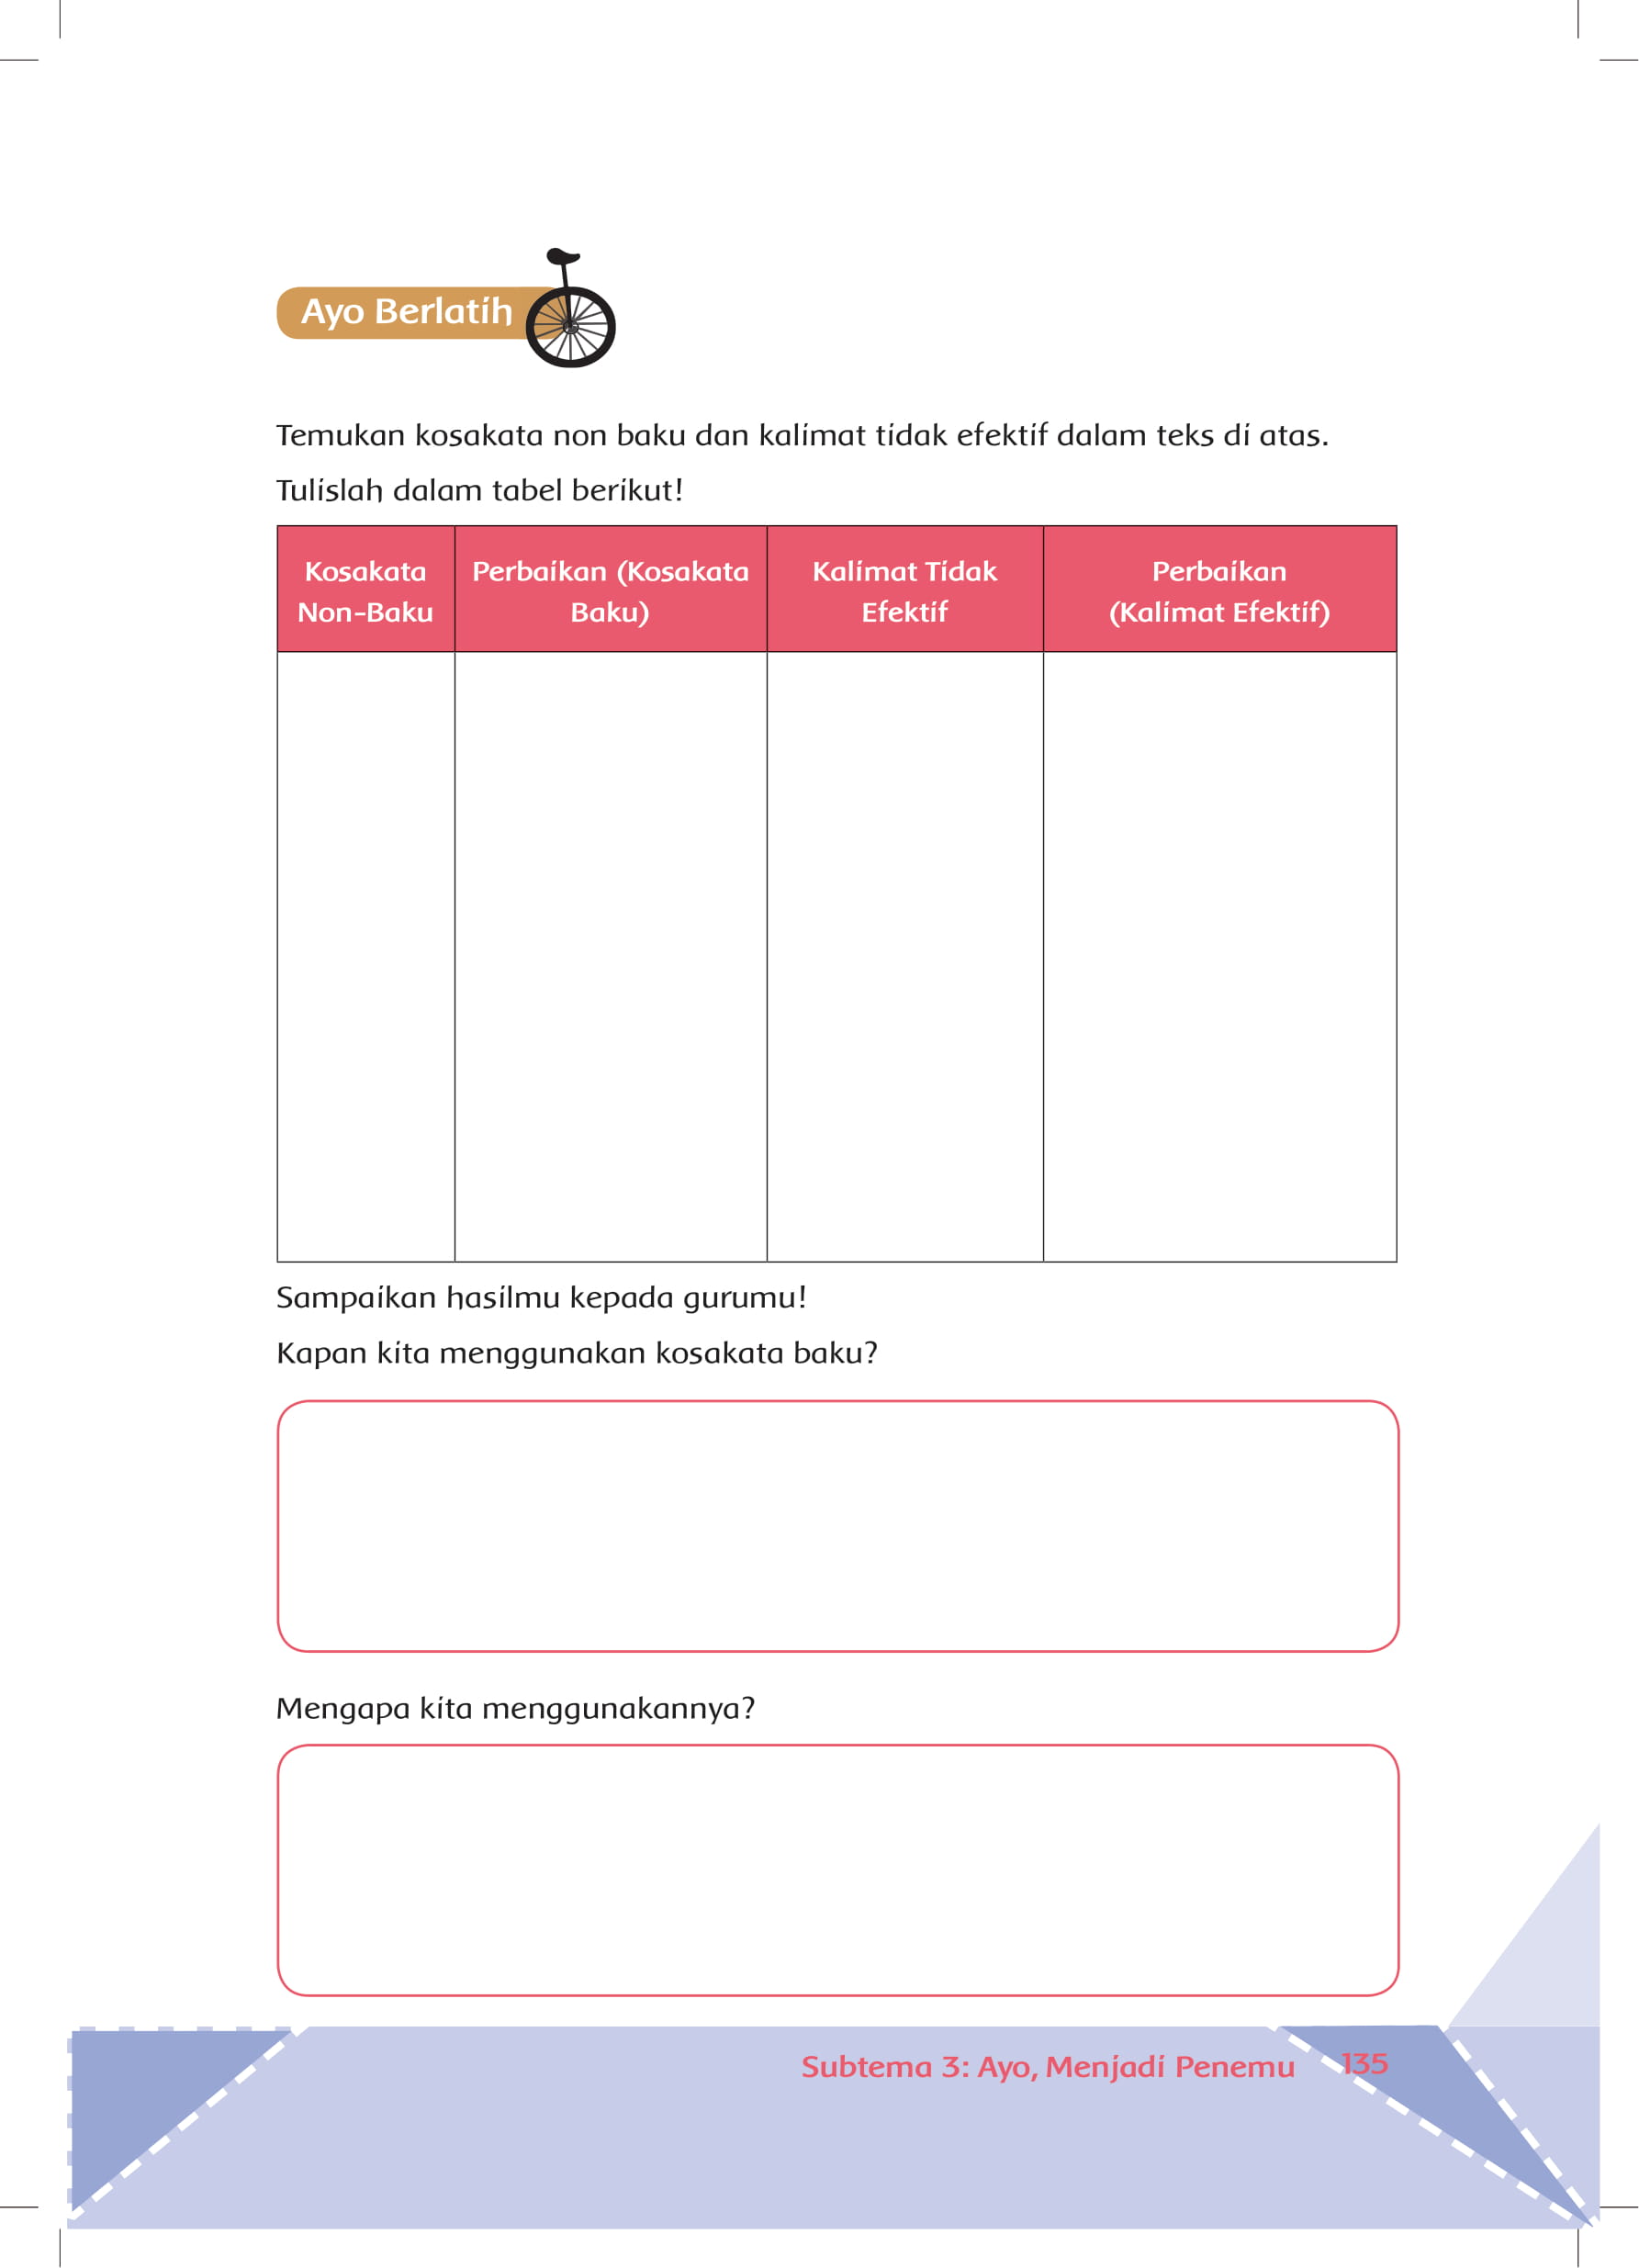 Ayo Berlatih
Temukan kosakata non baku dan kalimat tidak efektif dalam teks di atas.
Tulislah dalam tabel berikut!
Kosakata Non-Baku
Perbaikan (Kosakata Baku)
Kalimat Tidak Efektif
Perbaikan (Kalimat Efektif)
Sampaikan hasilmu kepada gurumu!
Kapan kita menggunakan kosakata baku?
Mengapa kita menggunakannya?
Subtema 3: Ayo, Menjadi Penemu 135